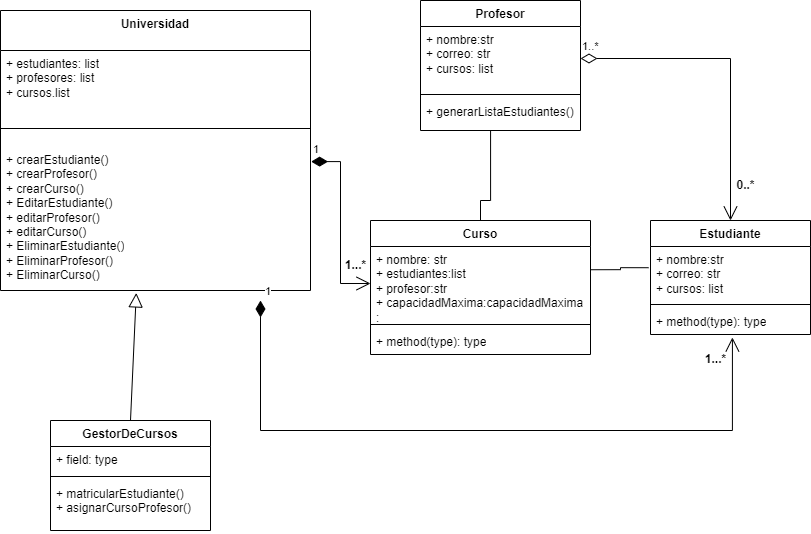 Universidad
+ estudiantes: list
+ profesores: list
+ cursos.list
+ crearEstudiante()
+ crearProfesor()
+ crearCurso()
+ EditarEstudiante()
+ editarProfesor()
+ editarCurso()
+ EliminarEstudiante()
+ EliminarProfesor()
+ EliminarCurso()
Profesor
+ nombre:str
+ correo: str
+ cursos: list
+ generarListaEstudiantes()
1..*
0..*
1
1...*
Curso
+ nombre: str
+ estudiantes:list
+ profesor:str
+ capacidadMaxima:capacidadMaxima
:
+ method(type): type
Estudiante
+ nombre:str
+ correo: str
+ cursos: list
+ method(type): type
1
1...*
GestorDeCursos
+ field: type
+ matricularEstudiante()
+ asignarCursoProfesor()